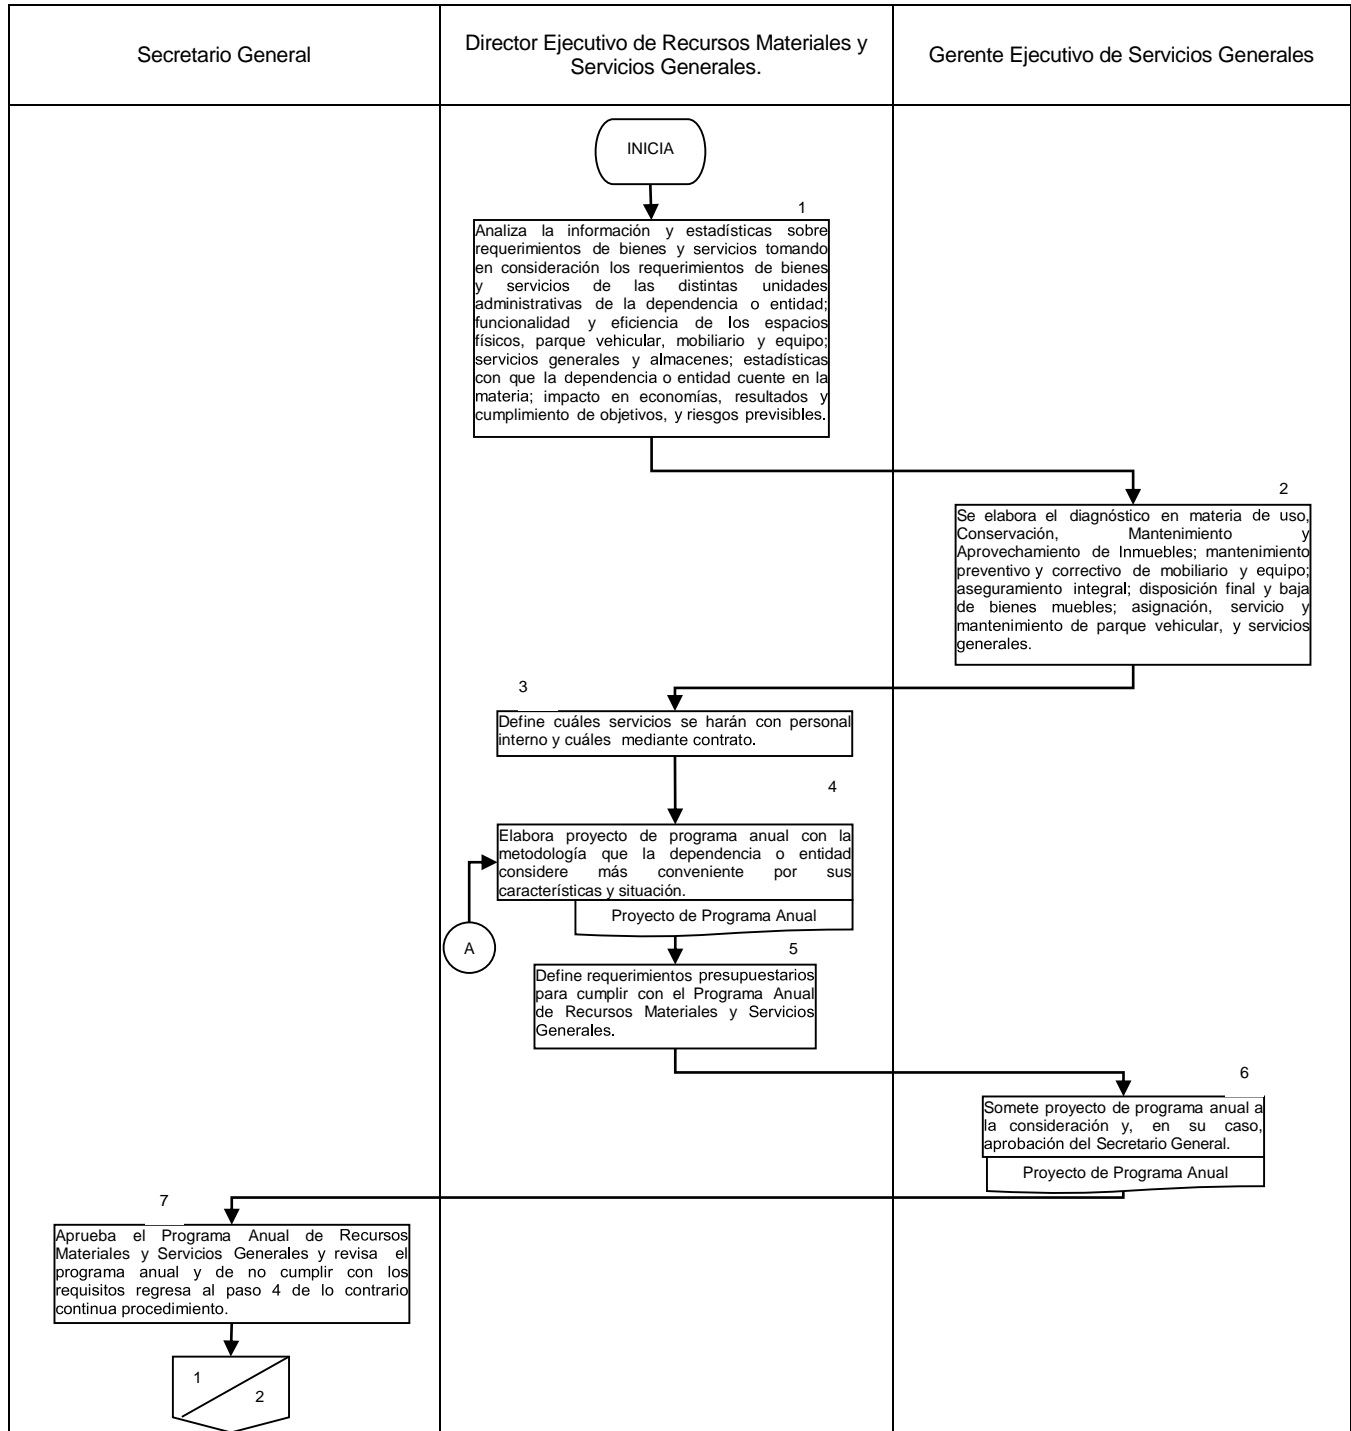 Secretario General
Director Ejecutivo de Recursos Materiales y
Servicios Generales.
Gerente Ejecutivo de Servicios Generales
INICIA
1
Analiza la información y estadísticas sobre
requerimientos de bienes y servicios tomando
en consideración los requerimientos de bienes
y servicios de las distintas unidades
administrativas de la dependencia o entidad;
funcionalidad y eficiencia de los espacios
físicos, parque vehicular, mobiliario y equipo;
servicios generales y almacenes; estadísticas
con que la dependencia o entidad cuente en la
materia; impacto en economías, resultados y
cumplimiento de objetivos, y riesgos previsibles.
2
Se elabora el diagnóstico en materia de uso,
Conservación, Mantenimiento y
Aprovechamiento de Inmuebles; mantenimiento
preventivo y correctivo de mobiliario y equipo;
aseguramiento integral; disposición final y baja
de bienes muebles; asignación, servicio y
mantenimiento de parque vehicular, y servicios
generales.
3
Define cuáles servicios se harán con personal
interno y cuáles mediante contrato.
4
Elabora proyecto de programa anual con la
metodología que la dependencia o entidad
considere más conveniente por sus
características y situación.
Proyecto de Programa Anual
A
5
Define requerimientos presupuestarios
para cumplir con el Programa Anual
de Recursos Materiales y Servicios
Generales.
6
Somete proyecto de programa anual a
la consideración y, en su caso,
aprobación del Secretario General.
Proyecto de Programa Anual
7
Aprueba el Programa Anual de Recursos
Materiales y Servicios Generales y revisa el
programa anual y de no cumplir con los
requisitos regresa al paso 4 de lo contrario
continua procedimiento.
1
2